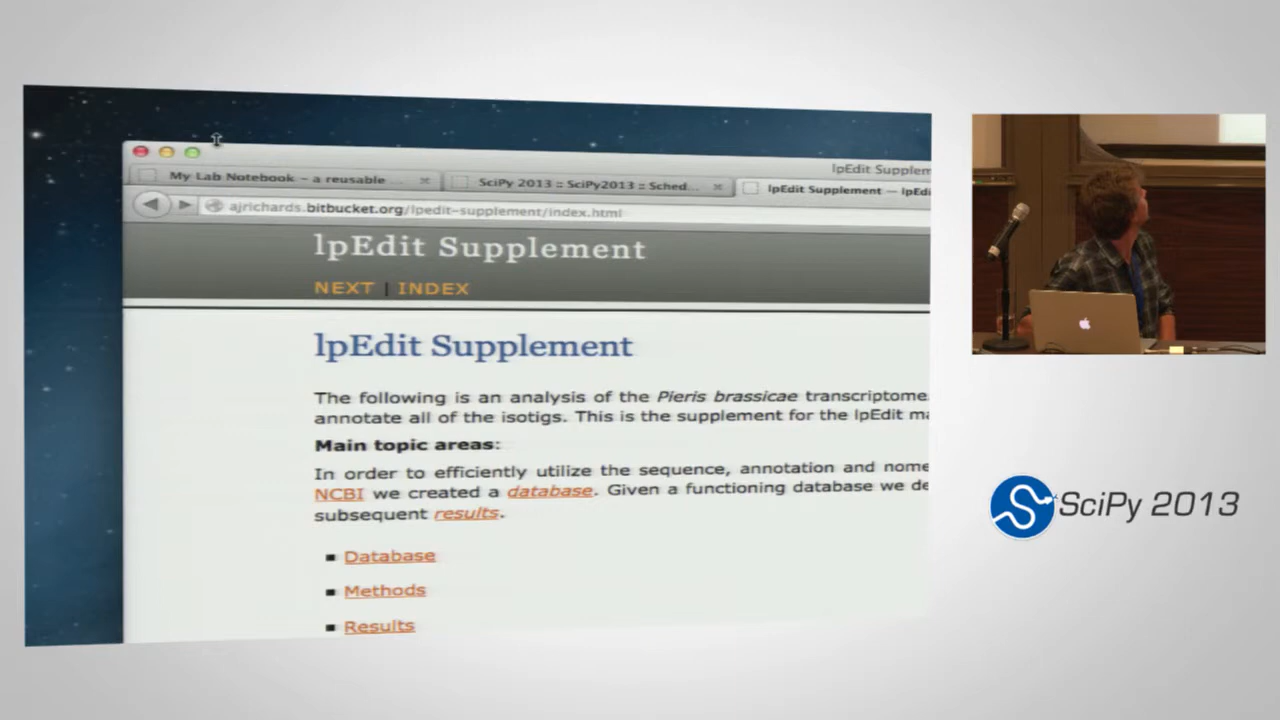 lpEdit Supplem
My Lab Notebook – a reusable ...
SciPy 2013 :: SciPy2013 :: Sched...
lpEdit Supplement — lpEdi
ajrichards.bitbucket.org/lpedit-supplement/index.html
lpEdit Supplement
NEXT | INDEX
lpEdit Supplement
The following is an analysis of the Pieris brassicae transcriptome.
annotate all of the isotigs. This is the supplement for the lpEdit ma
Main topic areas:
In order to efficiently utilize the sequence, annotation and nome
NCBI we created a database. Given a functioning database we de
subsequent results.
Database
Methods
Results
SciPy 2013